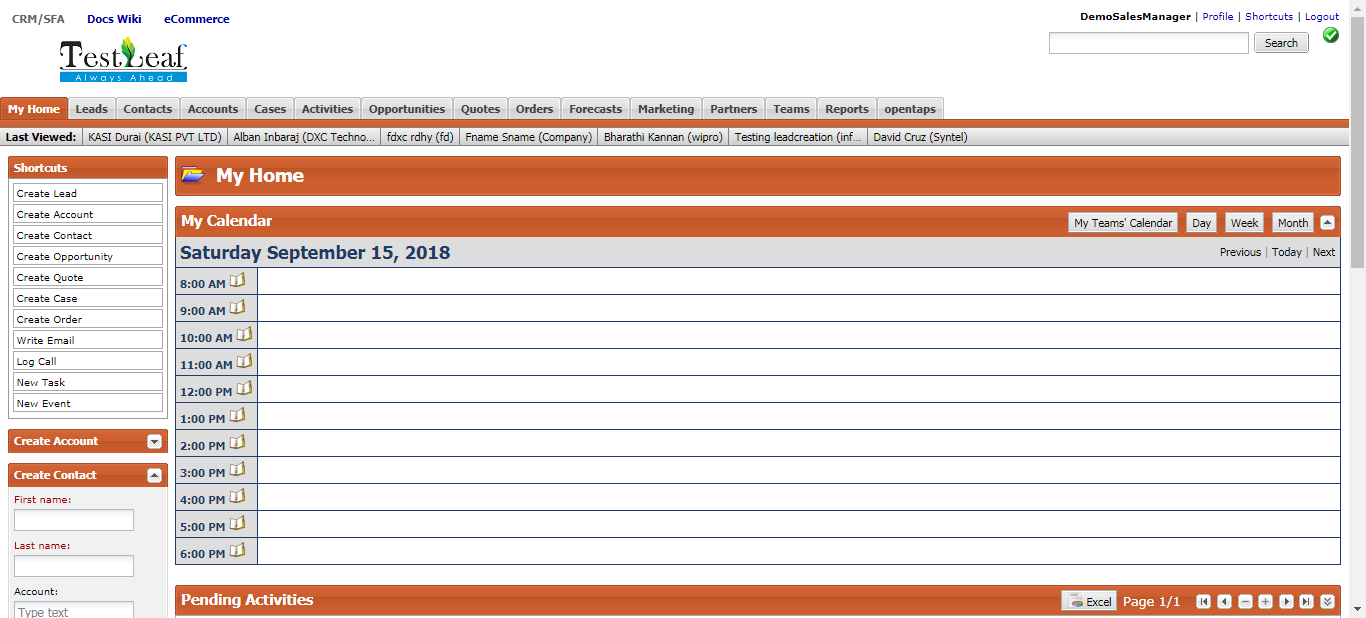 CRM/SFA Docs Wiki eCommerce
DemoSalesManager | Profile | Shortcuts | Logout
TestLeaf
Always Ahead
Search
My Home Leads Contacts Accounts Cases Activities Opportunities Quotes Orders Forecasts Marketing Partners Teams Reports opentaps
Last Viewed: KASI Durai (KASI PVT LTD) Alban Inbaraj (DXC Techno... fdxc rdhy (fd) Fname Sname (Company) Bharathi Kannan (wipro) Testing leadcreation (inf... David Cruz (Syntel)
Shortcuts
Create Lead
Create Account
Create Contact
Create Opportunity
Create Quote
Create Case
Create Order
Write Email
Log Call
New Task
New Event
Create Account
Create Contact
First name:
Last name:
Account:
Type text
My Home
My Calendar My Teams' Calendar Day Week Month
Saturday September 15, 2018 Previous | Today | Next
8:00 AM
9:00 AM
10:00 AM
11:00 AM
12:00 PM
1:00 PM
2:00 PM
3:00 PM
4:00 PM
5:00 PM
6:00 PM
Pending Activities Excel Page 1/1